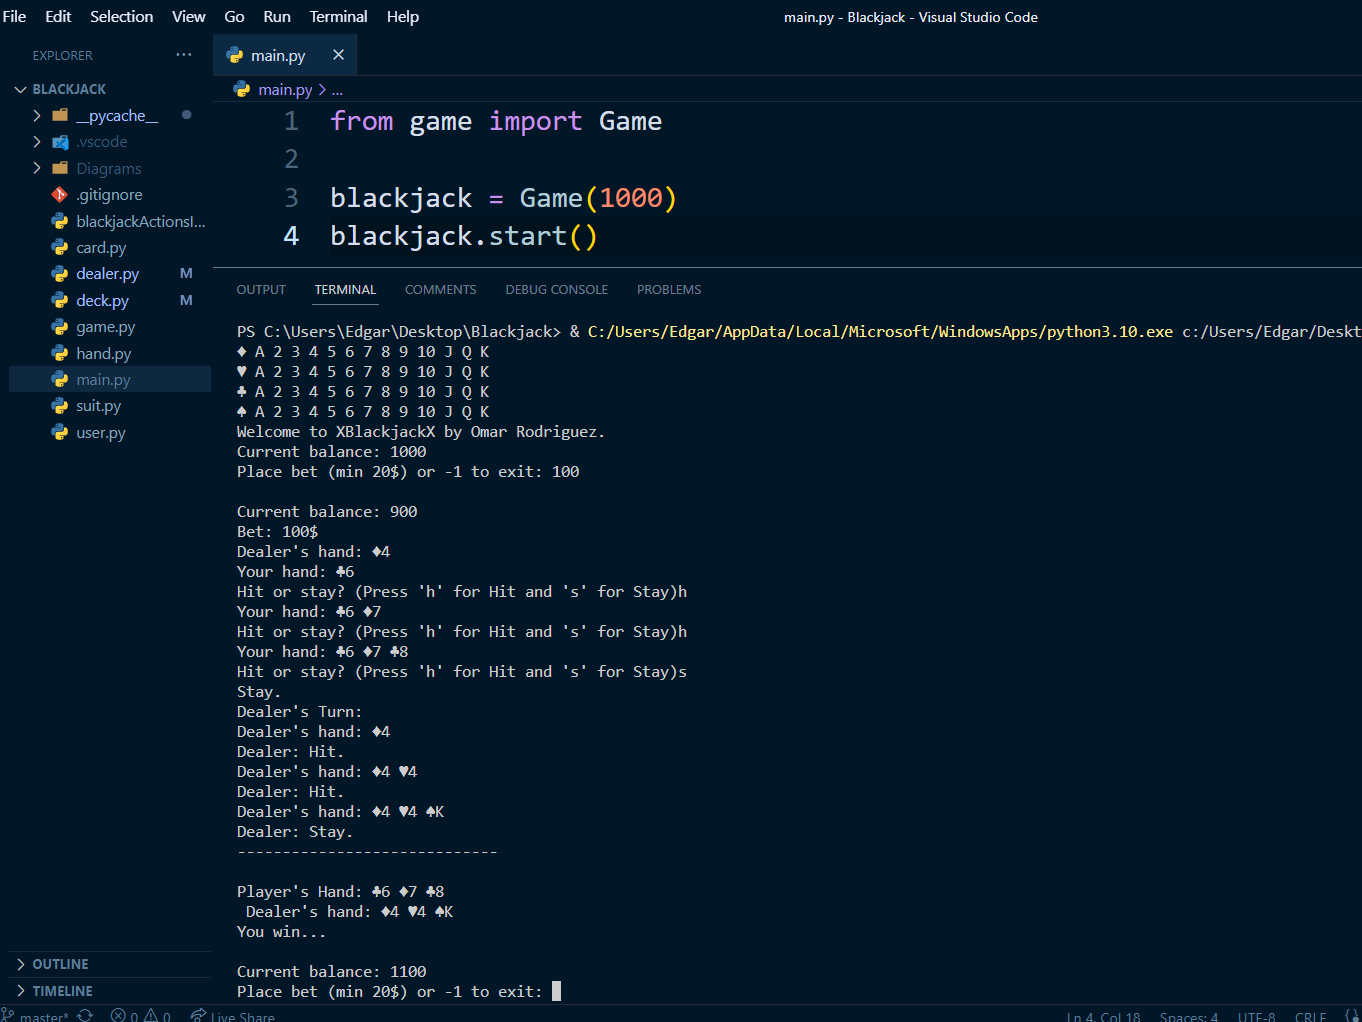 File Edit Selection View Go Run Terminal Help
main.py - Blackjack - Visual Studio Code
EXPLORER ···
BLACKJACK
__pycache__
.vscode
Diagrams
.gitignore
blackjackActionsI...
card.py
dealer.py M
deck.py M
game.py
hand.py
main.py
suit.py
user.py
OUTLINE
TIMELINE
main.py ×
main.py > ...
1 from game import Game
2
3 blackjack = Game(1000)
4 blackjack.start()
OUTPUT TERMINAL COMMENTS DEBUG CONSOLE PROBLEMS
PS C:\Users\Edgar\Desktop\Blackjack> & C:/Users/Edgar/AppData/Local/Microsoft/WindowsApps/python3.10.exe c:/Users/Edgar/Deskt
♦ A 2 3 4 5 6 7 8 9 10 J Q K
♥ A 2 3 4 5 6 7 8 9 10 J Q K
♣ A 2 3 4 5 6 7 8 9 10 J Q K
♠ A 2 3 4 5 6 7 8 9 10 J Q K
Welcome to XBlackjackX by Omar Rodriguez.
Current balance: 1000
Place bet (min 20$) or -1 to exit: 100
Current balance: 900
Bet: 100$
Dealer's hand: ♦4
Your hand: ♣6
Hit or stay? (Press 'h' for Hit and 's' for Stay)h
Your hand: ♣6 ♦7
Hit or stay? (Press 'h' for Hit and 's' for Stay)h
Your hand: ♣6 ♦7 ♣8
Hit or stay? (Press 'h' for Hit and 's' for Stay)s
Stay.
Dealer's Turn:
Dealer's hand: ♦4
Dealer: Hit.
Dealer's hand: ♦4 ♥4
Dealer: Hit.
Dealer's hand: ♦4 ♥4 ♠K
Dealer: Stay.
-----------------------------
Player's Hand: ♣6 ♦7 ♣8
Dealer's hand: ♦4 ♥4 ♠K
You win...
Current balance: 1100
Place bet (min 20$) or -1 to exit:
master* 0 0 Live Share Ln 4, Col 18 Spaces: 4 UTF-8 CRLF {}